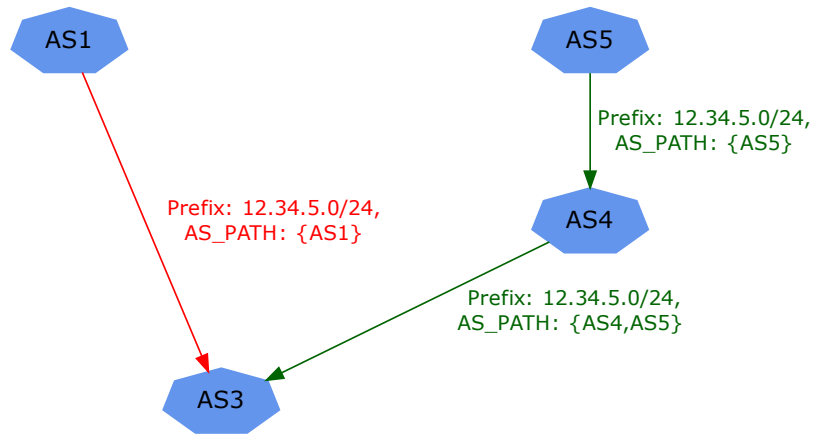 AS1
AS5
Prefix: 12.34.5.0/24,
AS_PATH: {AS5}
Prefix: 12.34.5.0/24,
AS_PATH: {AS1}
AS4
Prefix: 12.34.5.0/24,
AS_PATH: {AS4,AS5}
AS3